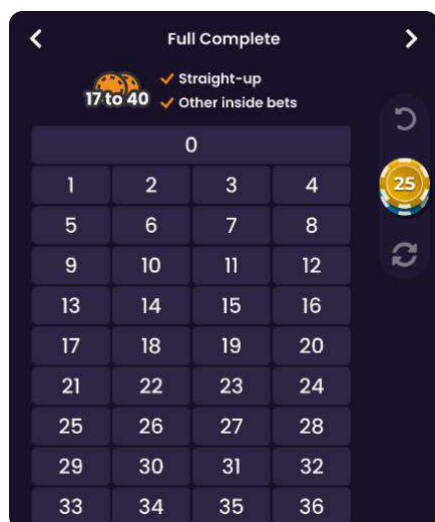 Full Complete
17 to 40
Straight-up
Other inside bets
25
0
1 2 3 4
5 6 7 8
9 10 11 12
13 14 15 16
17 18 19 20
21 22 23 24
25 26 27 28
29 30 31 32
33 34 35 36